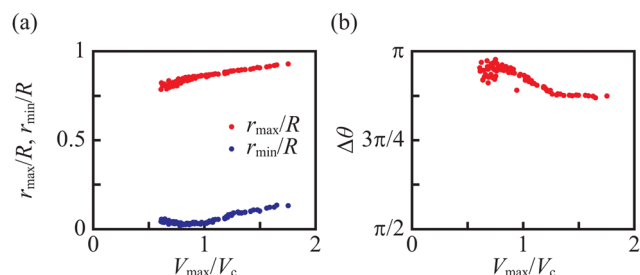 (a)
r_max/R, r_min/R
1
0.5
0
r_max/R
r_min/R
0
1
2
V_max/V_c
(b)
Δθ
π
3π/4
π/2
0
1
2
V_max/V_c